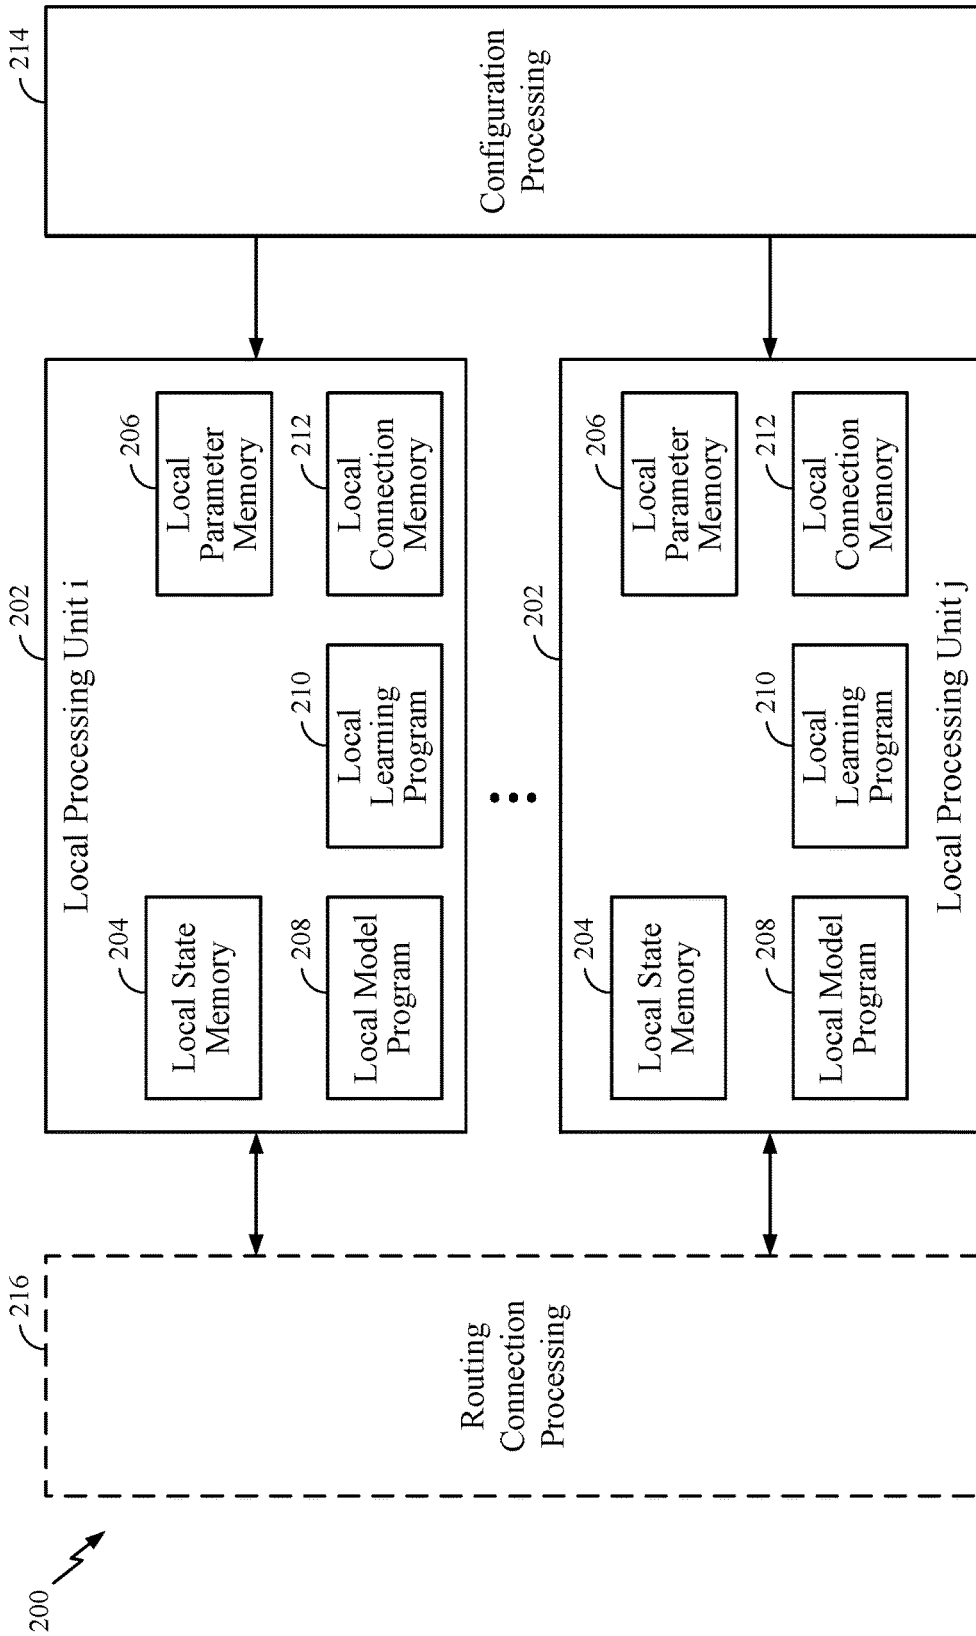 200
216
Routing
Connection
Processing
202
Local Processing Unit i
204
Local State
Memory
206
Local
Parameter
Memory
208
Local Model
Program
210
Local
Learning
Program
212
Local
Connection
Memory
202
204
Local State
Memory
206
Local
Parameter
Memory
208
Local Model
Program
210
Local
Learning
Program
212
Local
Connection
Memory
Local Processing Unit j
214
Configuration
Processing